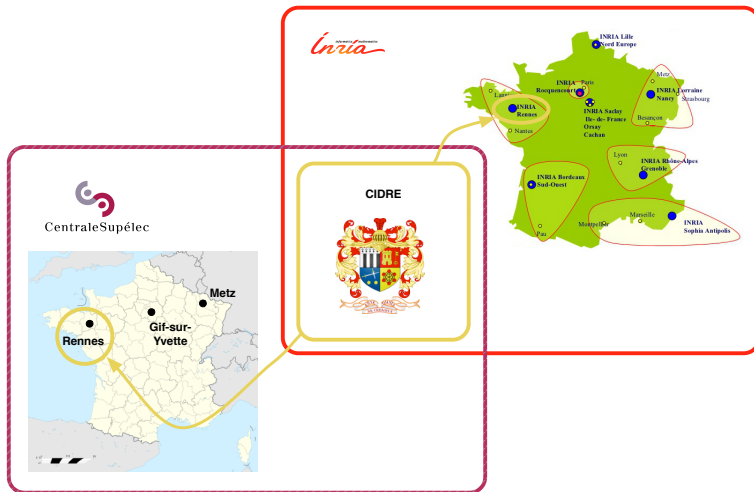 Inria
INRIA Lille
Nord Europe
Metz
Paris
INRIA
Rocquencourt
INRIA Lorraine
Nancy
Strasbourg
INRIA
Rennes
INRIA Saclay
Ile- de- France
Orsay
Cachan
Besançon
Nantes
Lyon
INRIA Rhône-Alpes
Grenoble
INRIA Bordeaux
Sud-Ouest
Marseille
Montpellier
Pau
INRIA
Sophia Antipolis
CIDRE
CentraleSupélec
Metz
Gif-sur-
Yvette
Rennes